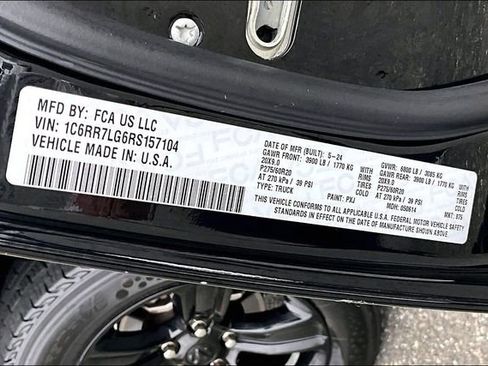 MFD BY: FCA US LLC
VIN: 1C6RR7LG6RS157104
VEHICLE MADE IN: U.S.A.
DATE OF MFR (BUILT): 5-24
GAWR FRONT: 3900 LB / 1770 KG
20X9.0
P275/60R20
AT 270 kPa / 39 PSI
TYPE: TRUCK
GVWR: 6800 LB / 3085 KG
GAWR REAR: 3900 LB / 1770 KG
RIMS 20X9.0 RIMS
TIRES P275/60R20 TIRES
AT 270 kPa / 39 PSI
PAINT: PXJ MDH: 050614 MKT: 875
THIS VEHICLE CONFORMS TO ALL APPLICABLE U.S.A. FEDERAL MOTOR VEHICLE SAFETY
STANDARDS IN EFFECT ON THE DATE OF MANUFACTURE SHOWN ABOVE